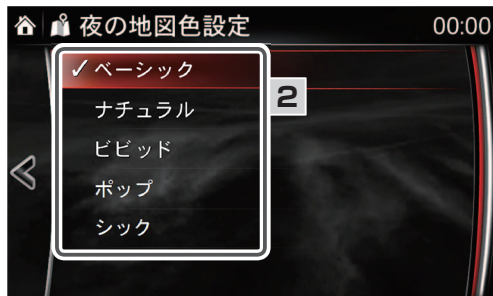 夜の地図色設定 00:00
✓ ベーシック
2
ナチュラル
ビビッド
ポップ
シック